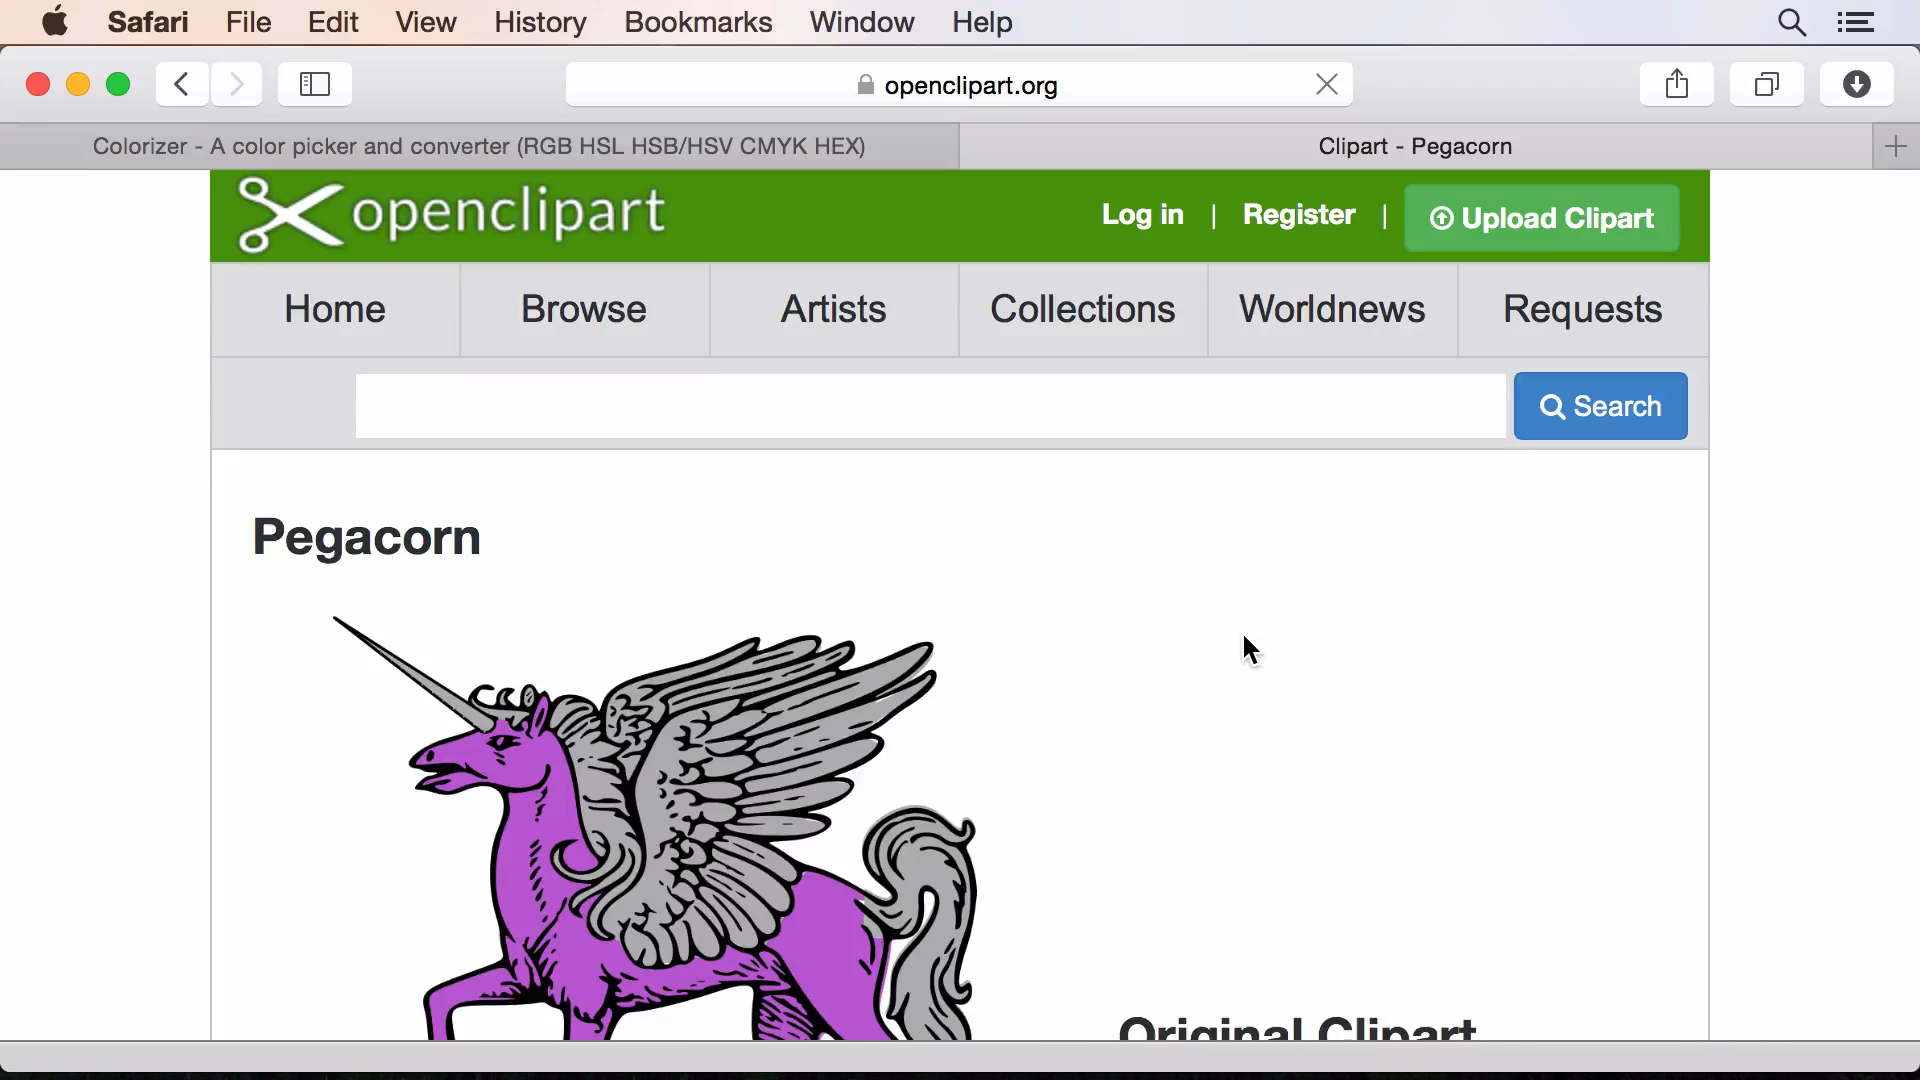 Safari File Edit View History Bookmarks Window Help
openclipart.org
Colorizer - A color picker and converter (RGB HSL HSB/HSV CMYK HEX)
Clipart - Pegacorn
openclipart
Log in | Register | Upload Clipart
Home Browse Artists Collections Worldnews Requests
Search
Pegacorn
Original Clipart